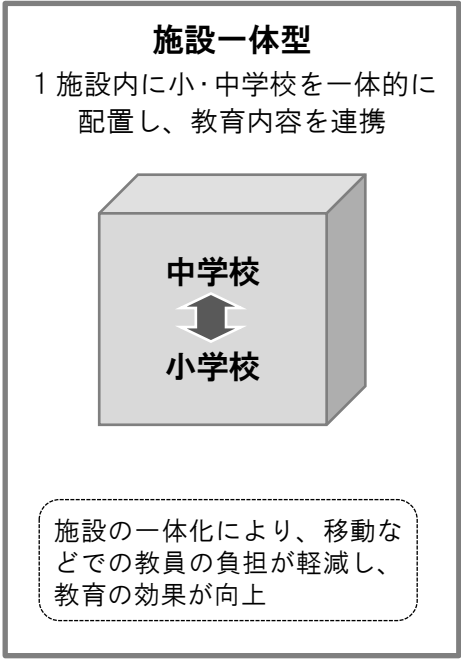 施設一体型
1施設内に小・中学校を一体的に
配置し、教育内容を連携
中学校
小学校
施設の一体化により、移動な
どでの教員の負担が軽減し、
教育の効果が向上